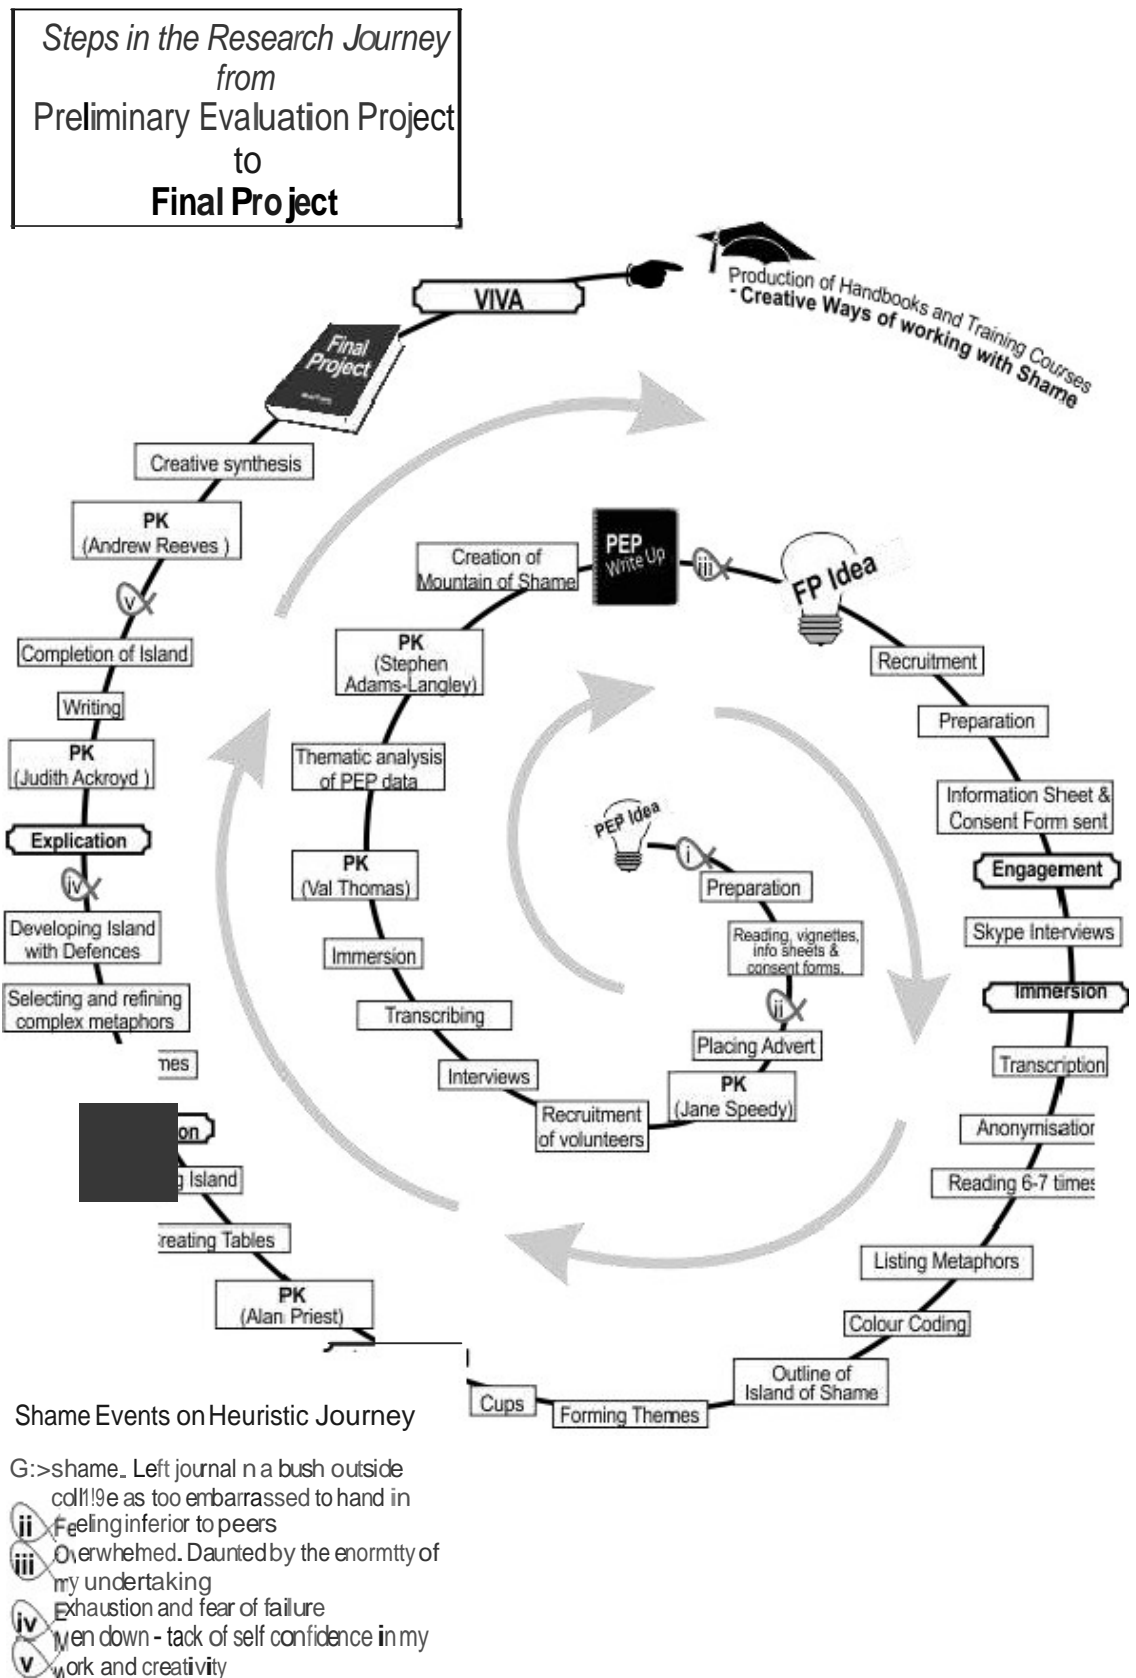 Steps in the Research Journey
from
Preliminary Evaluation Project
to
Final Project
PEP Idea
i
Preparation
Reading, vignettes,
info sheets &
consent forms.
ii
Placing Advert
PK
(Jane Speedy)
Recruitment
of volunteers
Interviews
Transcribing
Immersion
PK
(Val Thomas)
Thematic analysis
of PEP data
PK
(Stephen
Adams-Langley)
Creation of
Mountain of Shame
PEP
Write Up
iii
FP Idea
Recruitment
Preparation
Information Sheet &
Consent Form sent
Engagement
Skype Interviews
Immersion
Transcription
Anonymisation
Reading 6-7 times
Listing Metaphors
Colour Coding
Outline of
Island of Shame
Forming Themes
Cups
PK
(Alan Priest)
reating Tables
g Island
on
mes
Selecting and refining
complex metaphors
Developing Island
with Defences
iv
Explication
PK
(Judith Ackroyd )
Writing
Completion of Island
v
PK
(Andrew Reeves )
Creative synthesis
Final
Project
VIVA
Production of Handbooks and Training Courses
- Creative Ways of working with Shame
Shame Events on Heuristic Journey
G:>shame.. Left journal n a bush outside
coll1!9e as too embarrassed to hand in
ii Feeling inferior to peers
iii Overwhelmed. Daunted by the enormtty of
my undertaking
iv Exhaustion and fear of failure
en down - tack of self confidence in my
v work and creativity